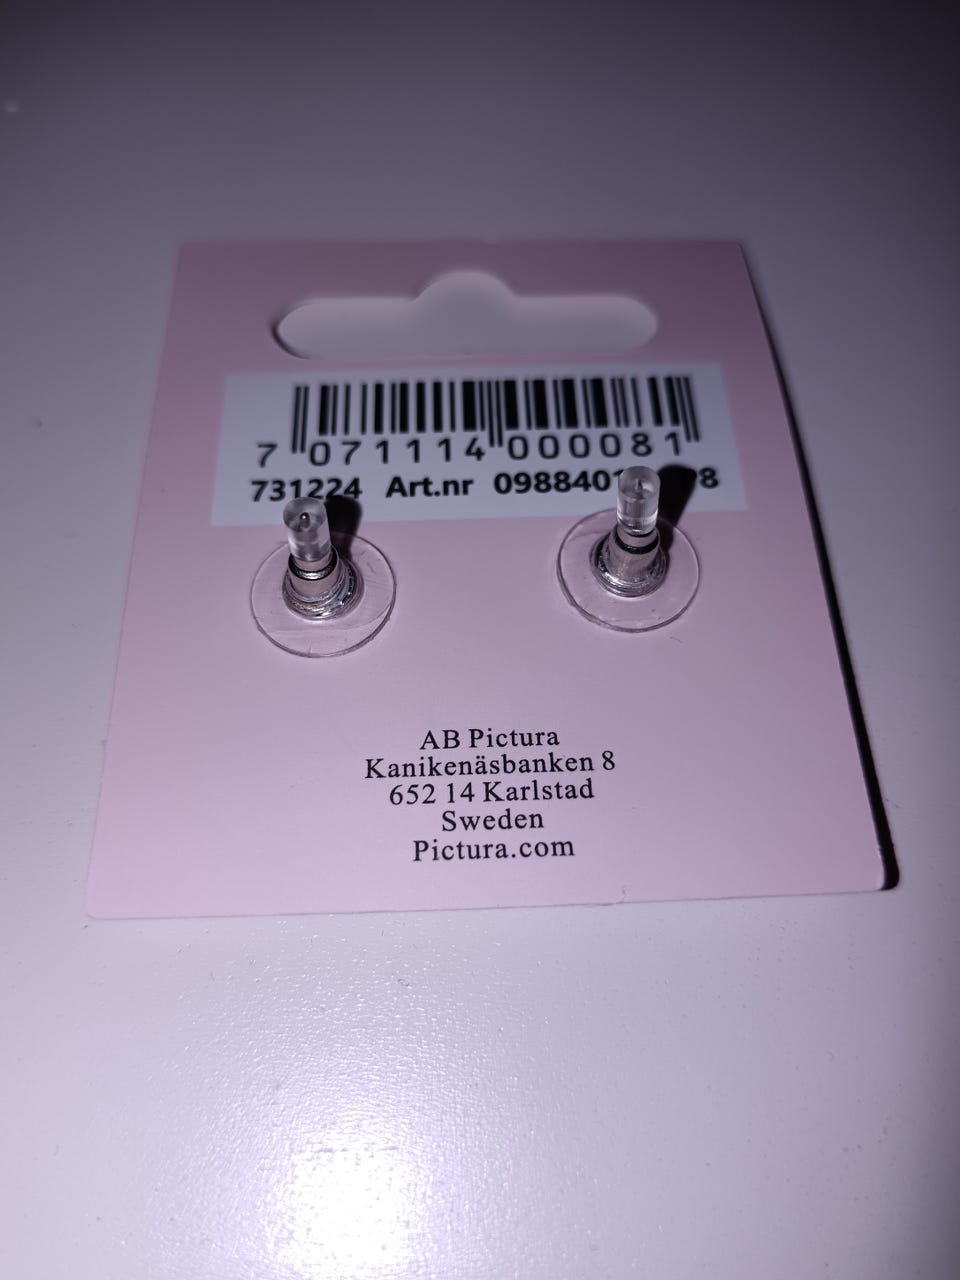 7 071114 000081
731224 Art.nr
AB Pictura
Kanikenäsbanken 8
652 14 Karlstad
Sweden
Pictura.com